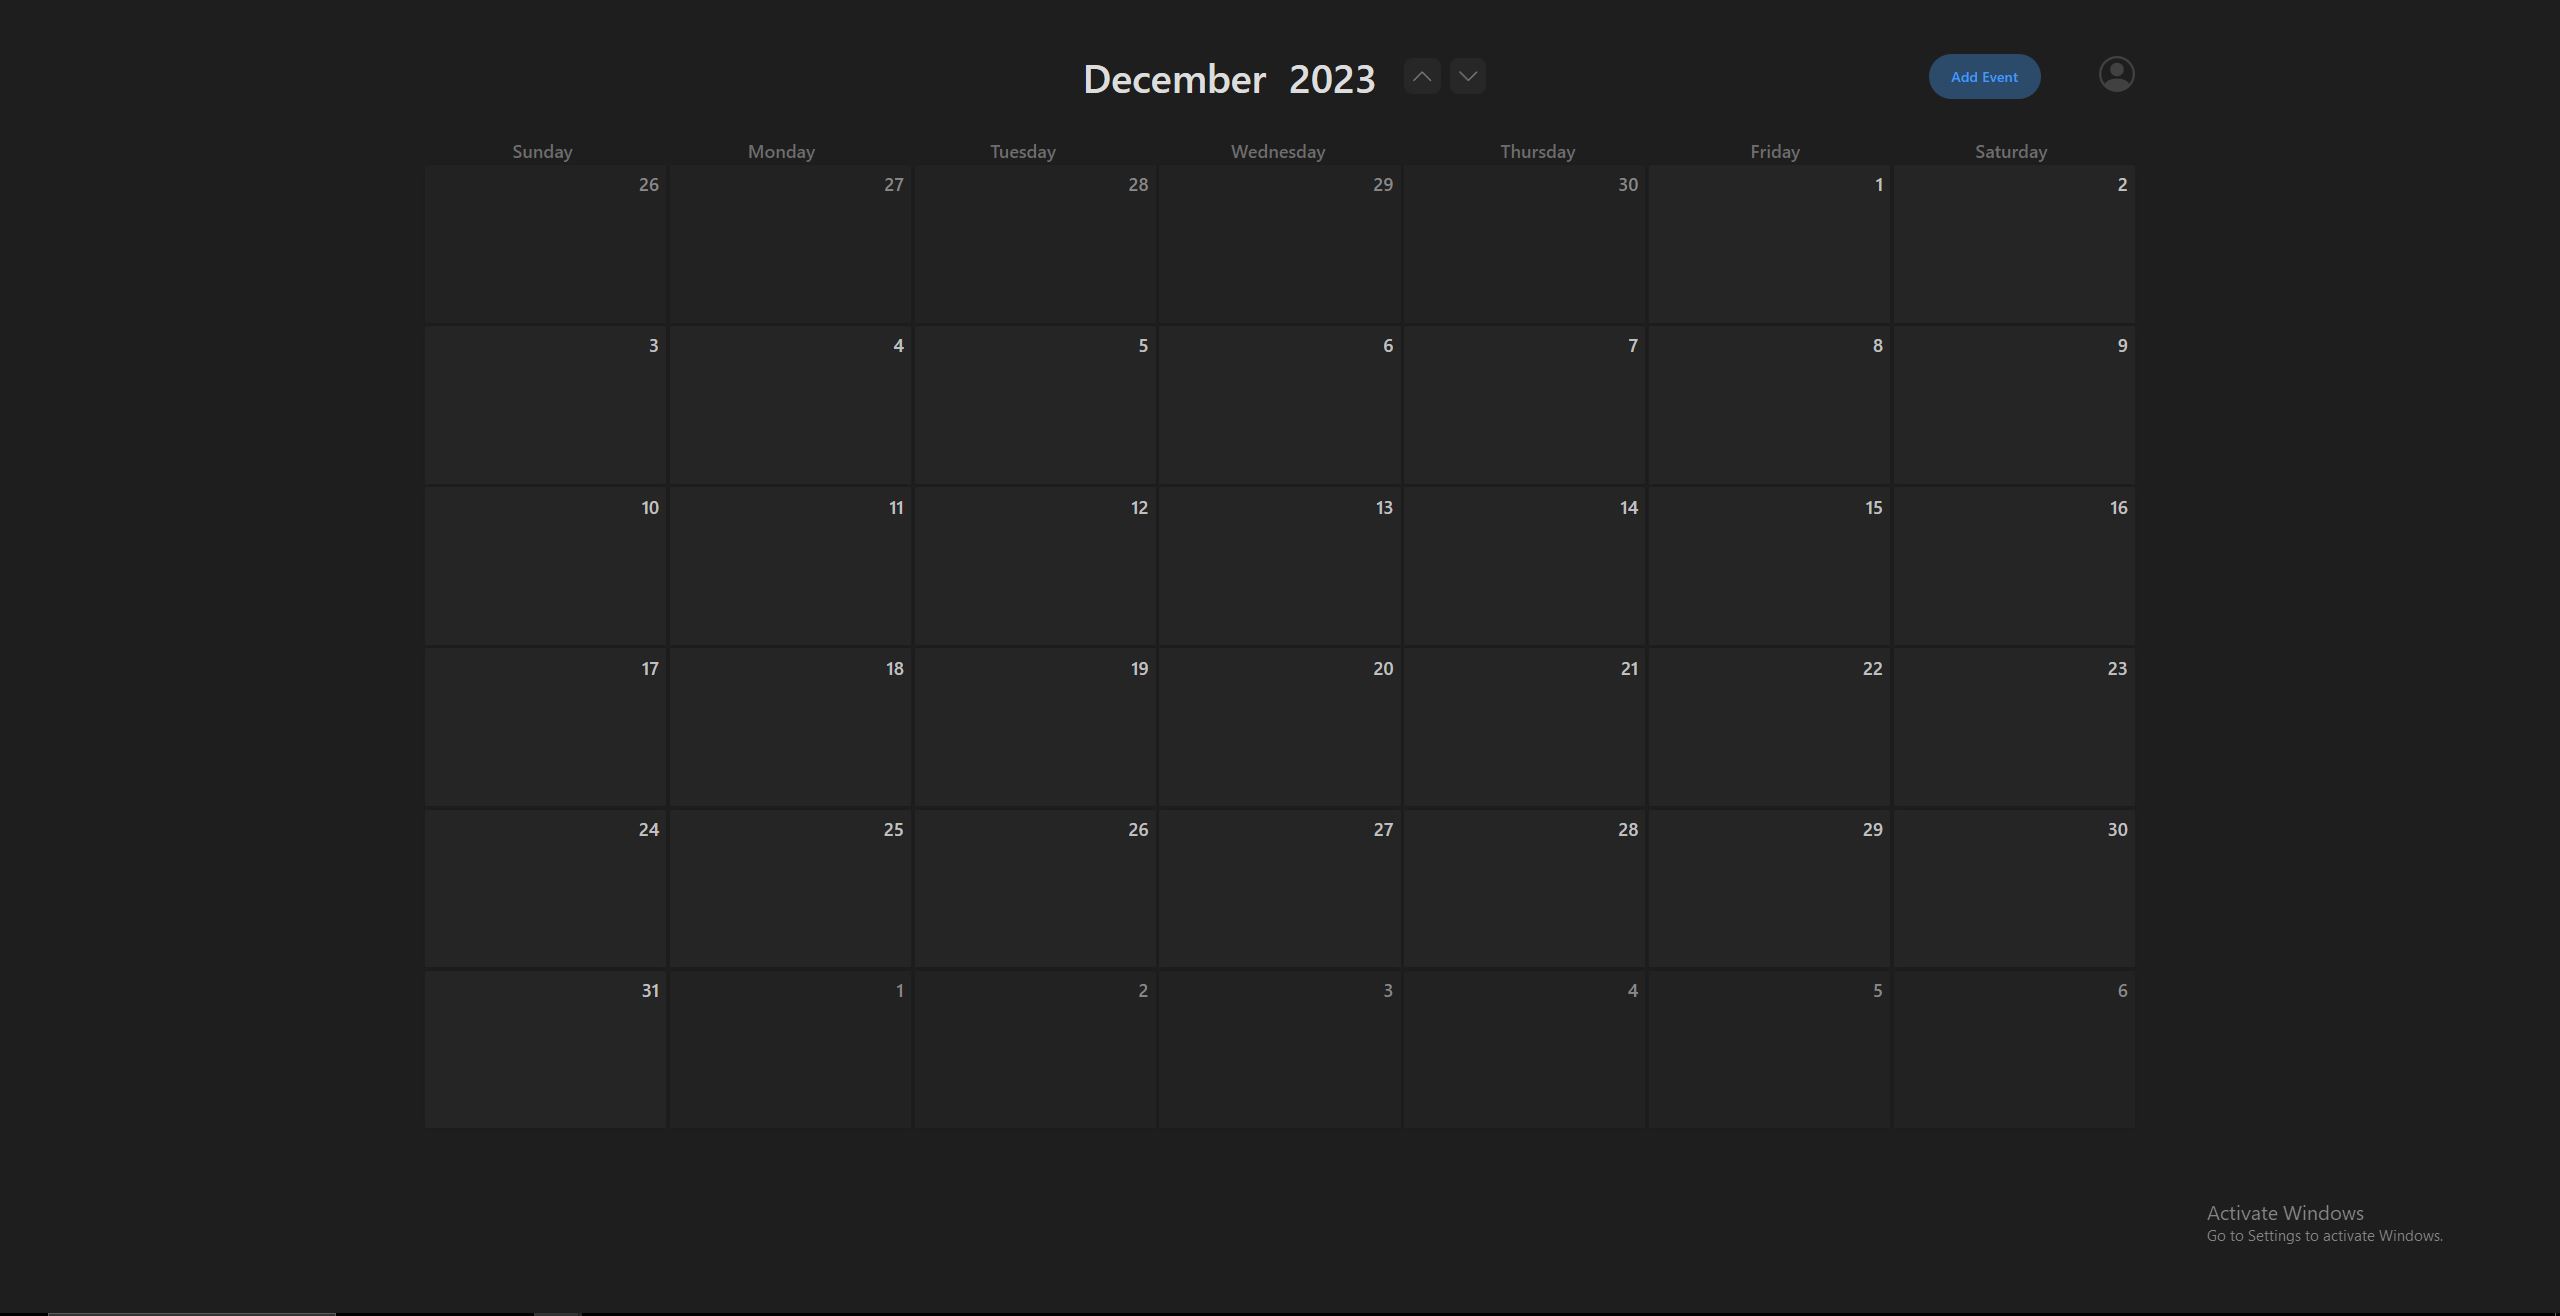 December 2023
Add Event
Sunday Monday Tuesday Wednesday Thursday Friday Saturday
26 27 28 29 30 1 2
3 4 5 6 7 8 9
10 11 12 13 14 15 16
17 18 19 20 21 22 23
24 25 26 27 28 29 30
31 1 2 3 4 5 6
Activate Windows
Go to Settings to activate Windows.